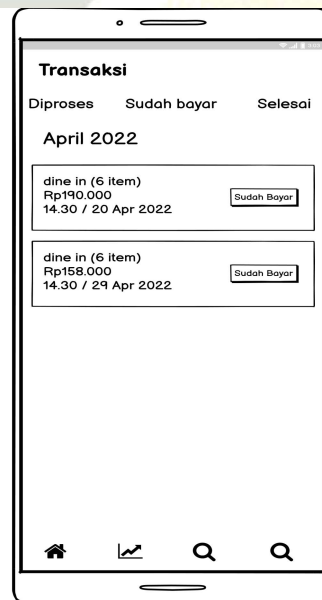 Transaksi
Diproses Sudah bayar Selesai
April 2022
dine in (6 item)
Rp190.000
14.30 / 20 Apr 2022
Sudah Bayar
dine in (6 item)
Rp158.000
14.30 / 29 Apr 2022
Sudah Bayar